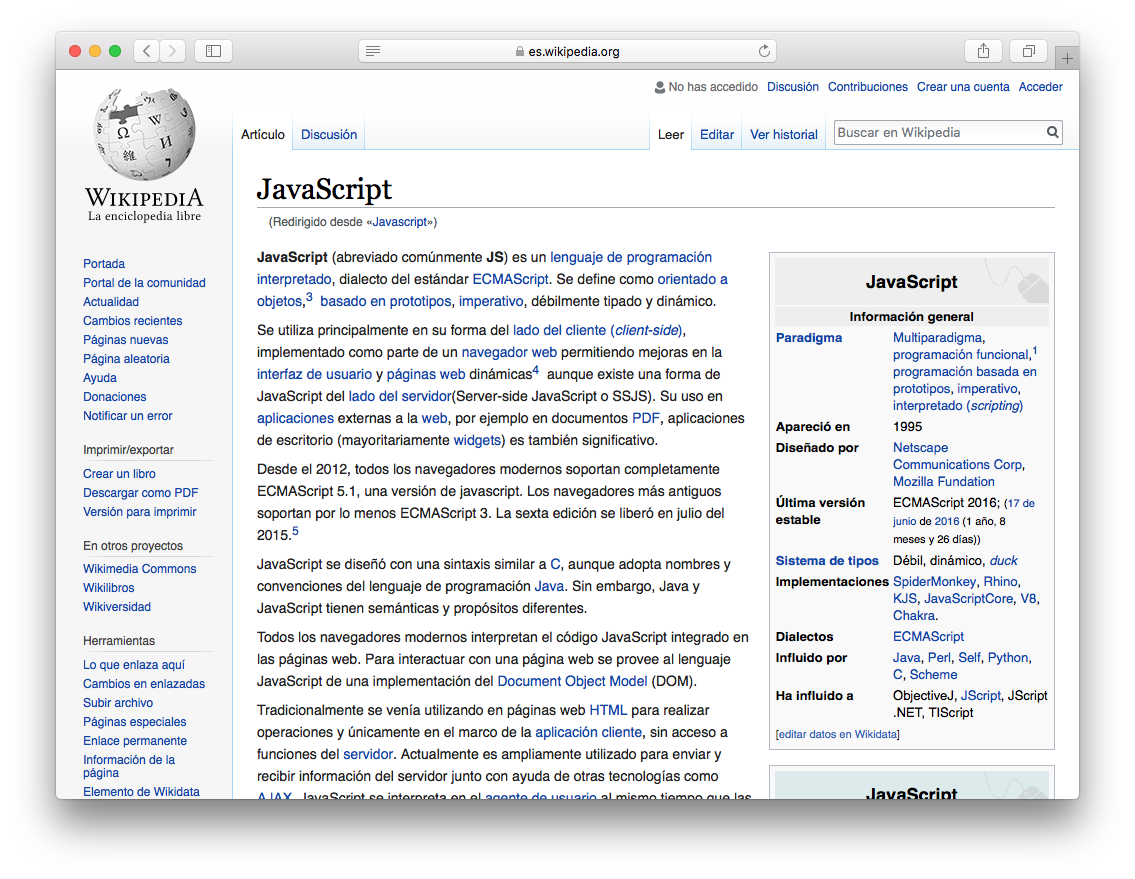 es.wikipedia.org
No has accedido Discusión Contribuciones Crear una cuenta Acceder
Artículo Discusión Leer Editar Ver historial Buscar en Wikipedia
WIKIPEDIA
La enciclopedia libre
Portada
Portal de la comunidad
Actualidad
Cambios recientes
Páginas nuevas
Página aleatoria
Ayuda
Donaciones
Notificar un error
Imprimir/exportar
Crear un libro
Descargar como PDF
Versión para imprimir
En otros proyectos
Wikimedia Commons
Wikilibros
Wikiversidad
Herramientas
Lo que enlaza aquí
Cambios en enlazadas
Subir archivo
Páginas especiales
Enlace permanente
Información de la
página
Elemento de Wikidata
JavaScript
(Redirigido desde «Javascript»)
JavaScript (abreviado comúnmente JS) es un lenguaje de programación
interpretado, dialecto del estándar ECMAScript. Se define como orientado a
objetos,3 basado en prototipos, imperativo, débilmente tipado y dinámico.
Se utiliza principalmente en su forma del lado del cliente (client-side),
implementado como parte de un navegador web permitiendo mejoras en la
interfaz de usuario y páginas web dinámicas4 aunque existe una forma de
JavaScript del lado del servidor(Server-side JavaScript o SSJS). Su uso en
aplicaciones externas a la web, por ejemplo en documentos PDF, aplicaciones
de escritorio (mayoritariamente widgets) es también significativo.
Desde el 2012, todos los navegadores modernos soportan completamente
ECMAScript 5.1, una versión de javascript. Los navegadores más antiguos
soportan por lo menos ECMAScript 3. La sexta edición se liberó en julio del
2015.5
JavaScript se diseñó con una sintaxis similar a C, aunque adopta nombres y
convenciones del lenguaje de programación Java. Sin embargo, Java y
JavaScript tienen semánticas y propósitos diferentes.
Todos los navegadores modernos interpretan el código JavaScript integrado en
las páginas web. Para interactuar con una página web se provee al lenguaje
JavaScript de una implementación del Document Object Model (DOM).
Tradicionalmente se venía utilizando en páginas web HTML para realizar
operaciones y únicamente en el marco de la aplicación cliente, sin acceso a
funciones del servidor. Actualmente es ampliamente utilizado para enviar y
recibir información del servidor junto con ayuda de otras tecnologías como
AJAX. JavaScript se interpreta en el agente de usuario al mismo tiempo que las
JavaScript
Información general
Paradigma Multiparadigma,
programación funcional,1
programación basada en
prototipos, imperativo,
interpretado (scripting)
Apareció en 1995
Diseñado por Netscape
Communications Corp,
Mozilla Fundation
Última versión ECMAScript 2016; (17 de
estable junio de 2016 (1 año, 8
meses y 26 días))
Sistema de tipos Débil, dinámico, duck
Implementaciones SpiderMonkey, Rhino,
KJS, JavaScriptCore, V8,
Chakra.
Dialectos ECMAScript
Influido por Java, Perl, Self, Python,
C, Scheme
Ha influido a ObjectiveJ, JScript, JScript
.NET, TIScript
[editar datos en Wikidata]
JavaScript